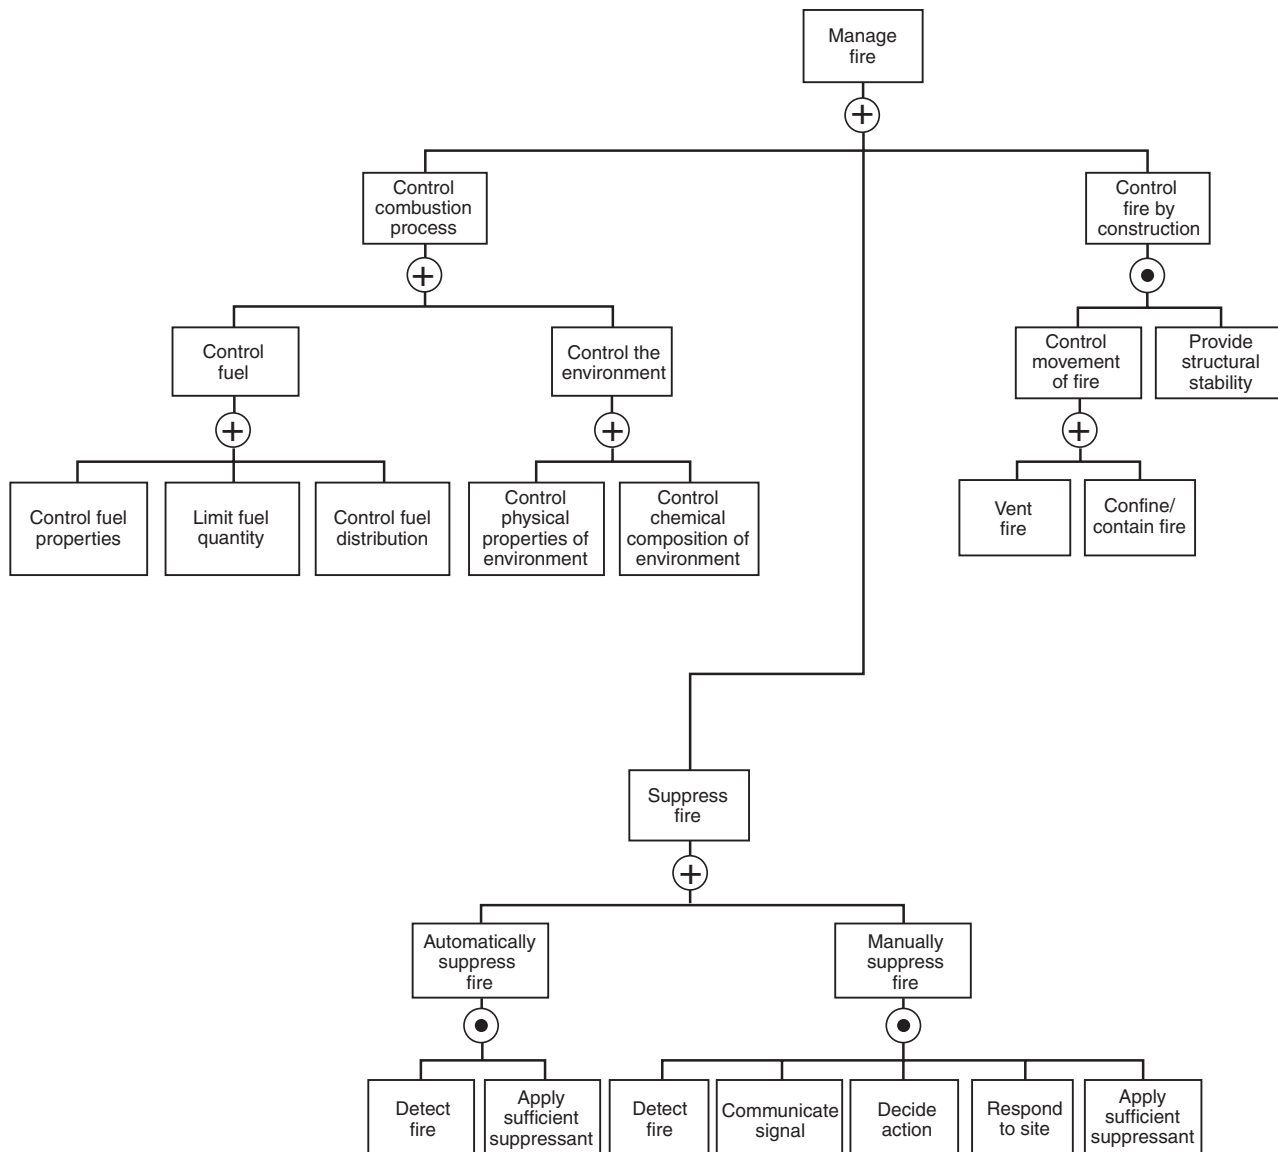 Manage
fire
+
Control
combustion
process
Control
fire by
construction
+
Control
fuel
Control the
environment
Control
movement
of fire
Provide
structural
stability
+
+
+
Control fuel
properties
Limit fuel
quantity
Control fuel
distribution
Control
physical
properties of
environment
Control
chemical
composition of
environment
Vent
fire
Confine/
contain fire
Suppress
fire
+
Automatically
suppress
fire
Manually
suppress
fire
Detect
fire
Apply
sufficient
suppressant
Detect
fire
Communicate
signal
Decide
action
Respond
to site
Apply
sufficient
suppressant